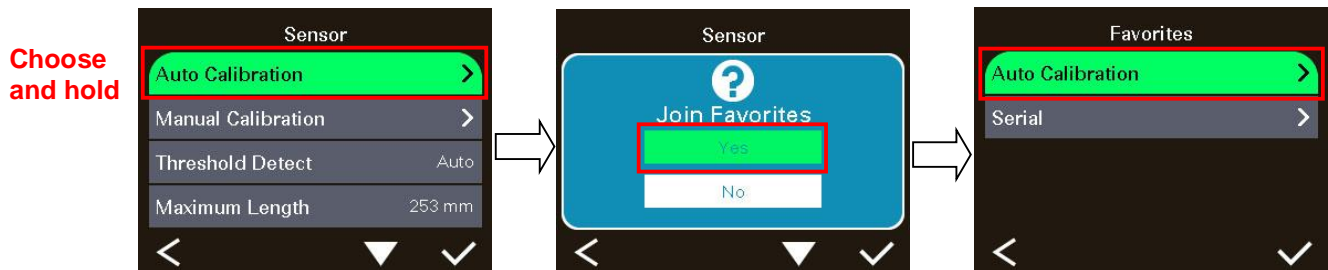 Choose
and hold
Sensor
Auto Calibration
Manual Calibration
Threshold Detect Auto
Maximum Length 253 mm
Sensor
?
Join Favorites
Yes
No
Favorites
Auto Calibration
Serial